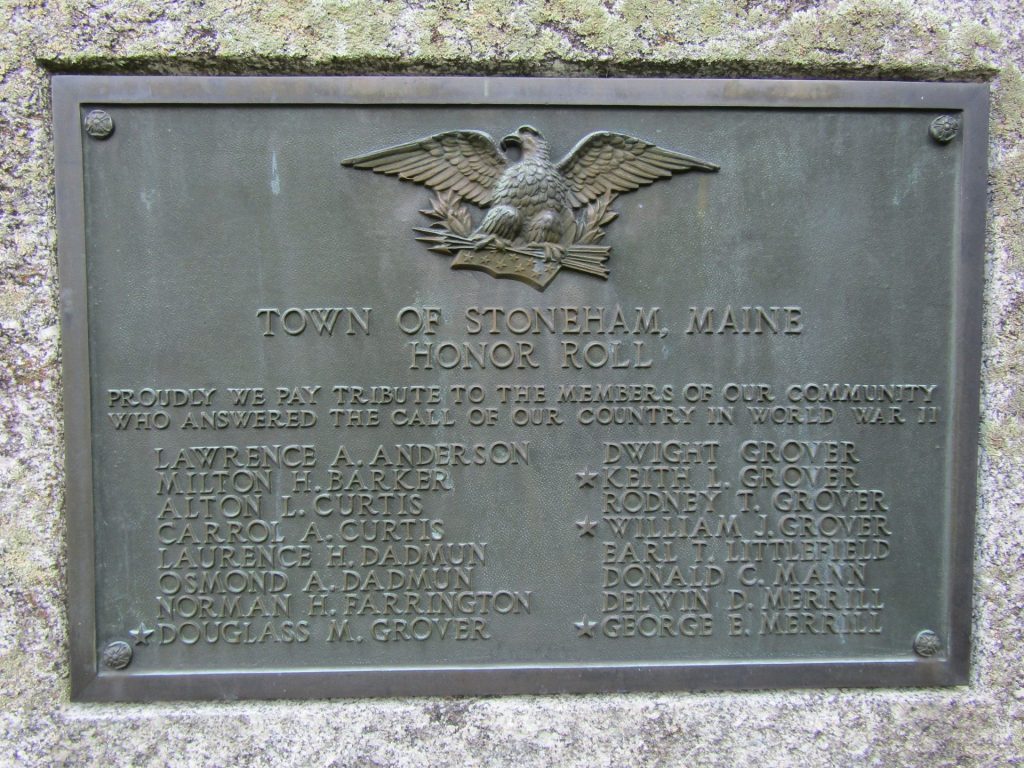 TOWN OF STONEHAM, MAINE
HONOR ROLL
PROUDLY WE PAY TRIBUTE TO THE MEMBERS OF OUR COMMUNITY
WHO ANSWERED THE CALL OF OUR COUNTRY IN WORLD WAR II
LAWRENCE A. ANDERSON
MILTON H. BARKER
ALTON L. CURTIS
CARROL A. CURTIS
LAURENCE H. DADMUN
OSMOND A. DADMUN
NORMAN H. FARRINGTON
★DOUGLASS M. GROVER
DWIGHT GROVER
★KEITH L. GROVER
RODNEY T. GROVER
★WILLIAM J. GROVER
EARL T. LITTLEFIELD
DONALD C. MANN
DELWIN D. MERRILL
★GEORGE E. MERRILL